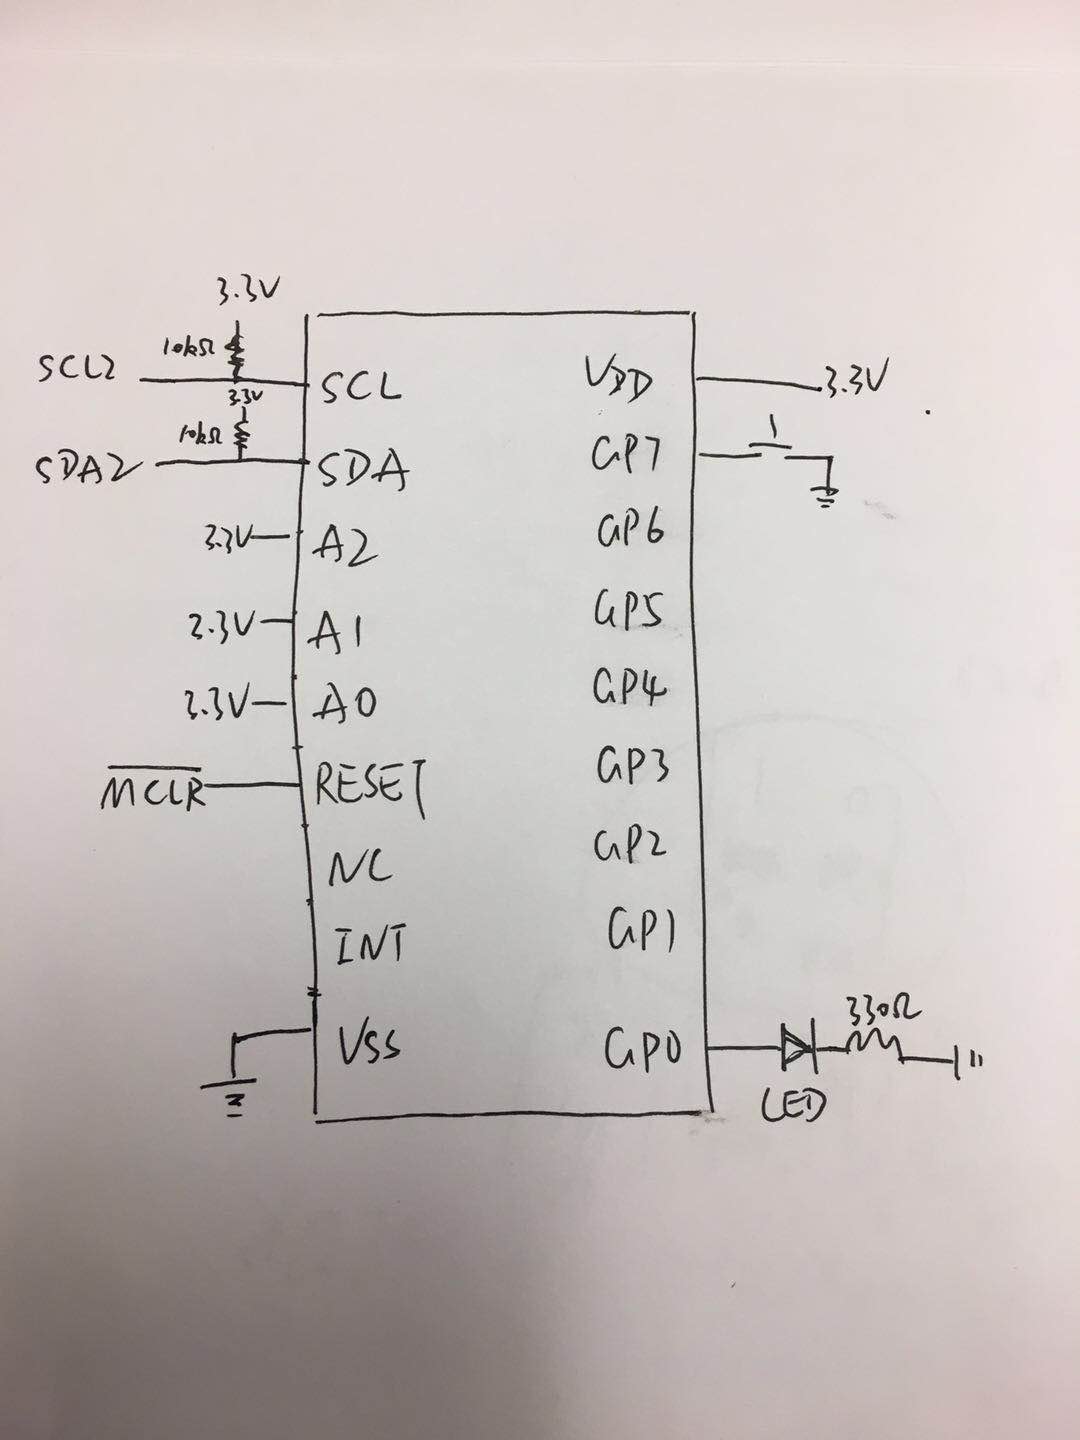 3.3V
10kΩ
SCL2
SCL
VDD
3.3V
3.3V
10kΩ
SDA2
SDA
GP7
3.3V
A2
GP6
3.3V
A1
GP5
3.3V
A0
GP4
MCLR
RESET
GP3
NC
GP2
INT
GP1
VSS
GP0
330Ω
LED